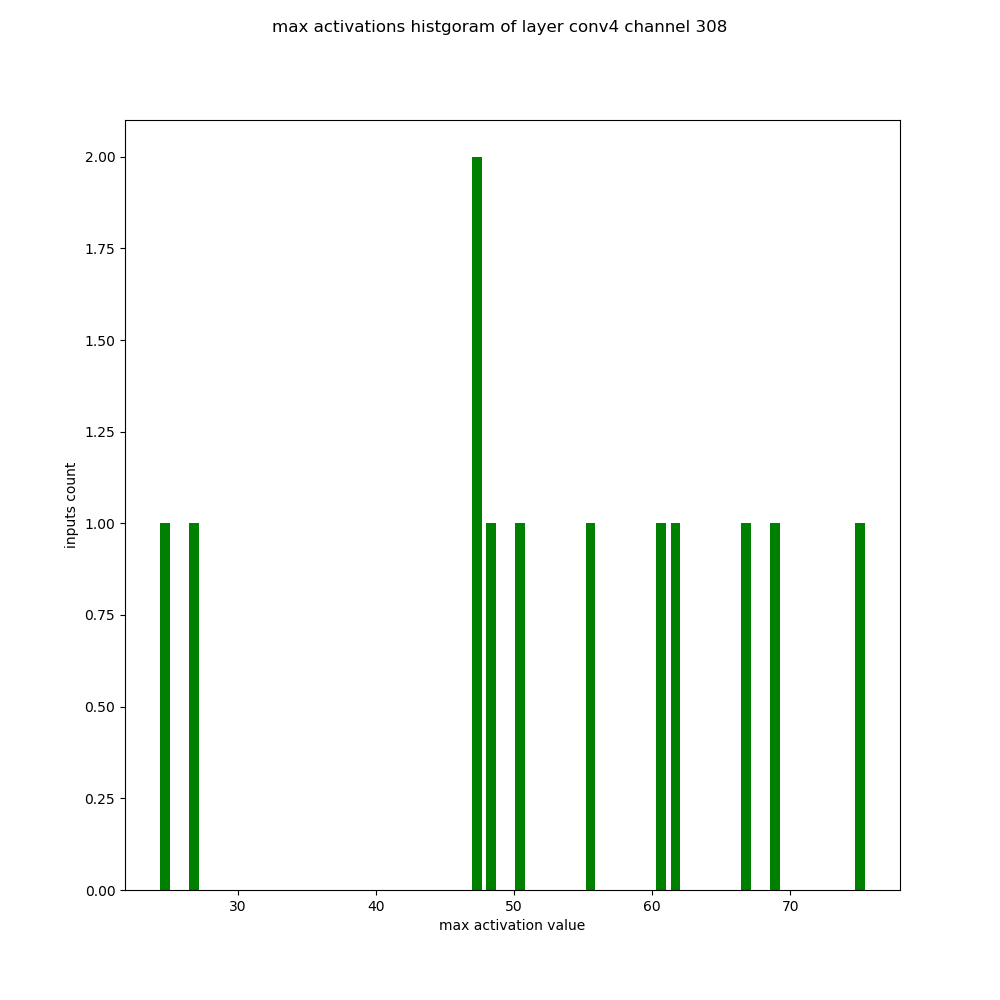 max activations histgoram of layer conv4 channel 308
2.00
1.75
1.50
1.25
1.00
0.75
0.50
0.25
0.00
inputs count
30 40 50 60 70
max activation value